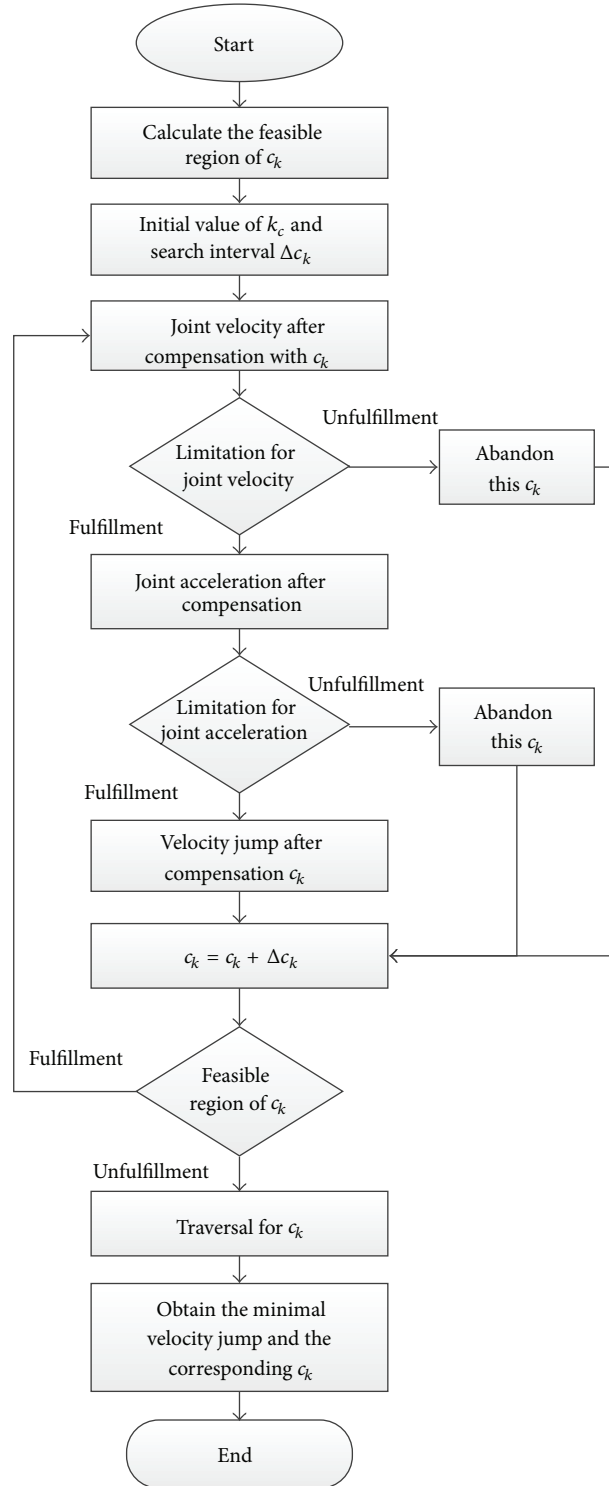 Start
Calculate the feasible
region of c_k
Initial value of k_c and
search interval Δc_k
Joint velocity after
compensation with c_k
Unfulfillment
Limitation for
joint velocity
Abandon
this c_k
Fulfillment
Joint acceleration after
compensation
Unfulfillment
Limitation for
joint acceleration
Abandon
this c_k
Fulfillment
Velocity jump after
compensation c_k
c_k = c_k + Δc_k
Fulfillment
Feasible
region of c_k
Unfulfillment
Traversal for c_k
Obtain the minimal
velocity jump and the
corresponding c_k
End